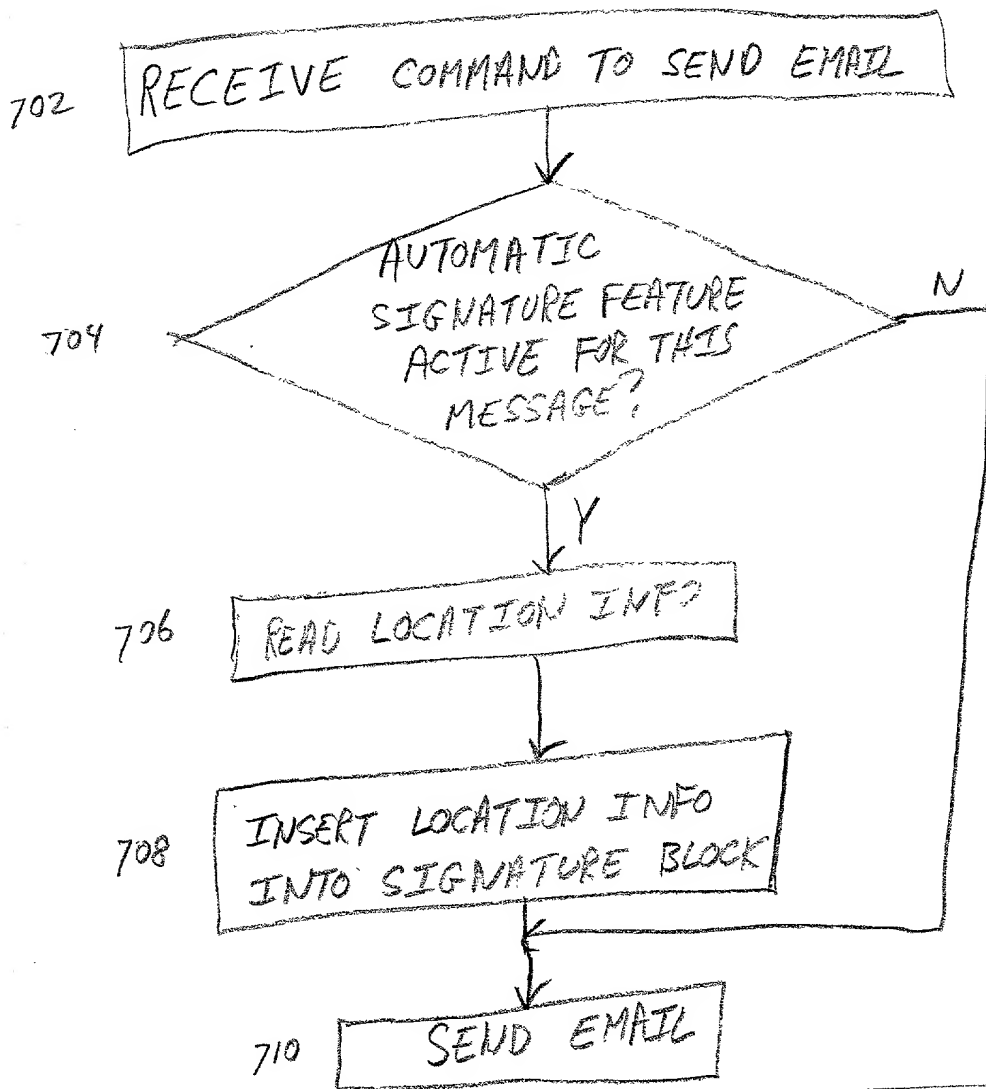 702 RECEIVE COMMAND TO SEND EMAIL
704
AUTOMATIC
SIGNATURE FEATURE
ACTIVE FOR THIS
MESSAGE?
N
Y
706 READ LOCATION INFO
708
INSERT LOCATION INFO
INTO SIGNATURE BLOCK
710 SEND EMAIL